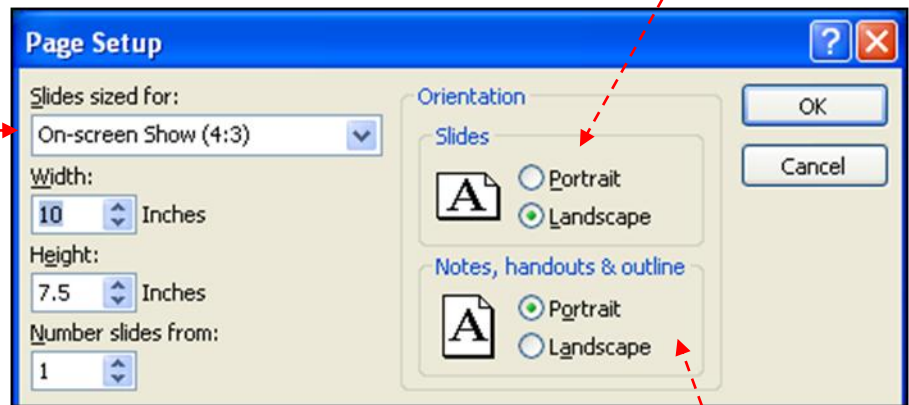 Page Setup
Slides sized for:
On-screen Show (4:3)
Width:
10 Inches
Height:
7.5 Inches
Number slides from:
1
Orientation
Slides
A
Portrait
Landscape
Notes, handouts & outline
A
Portrait
Landscape
OK
Cancel